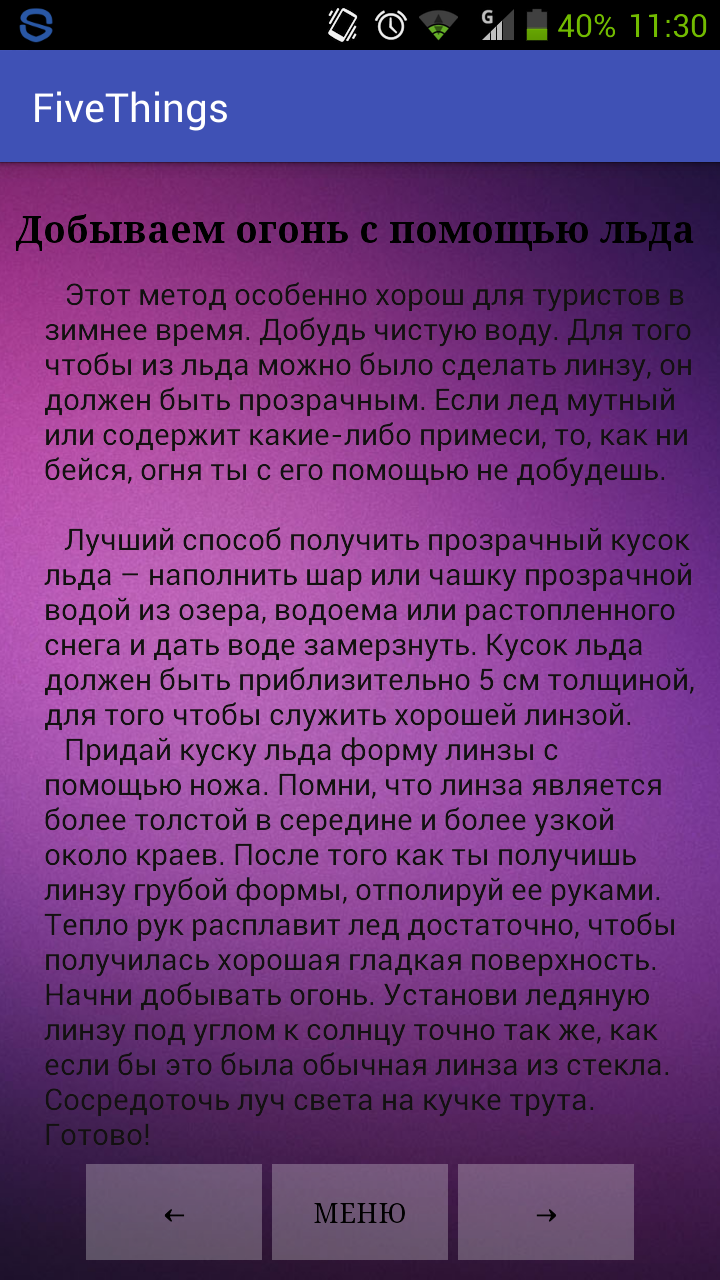 G 40% 11:30
FiveThings
Добываем огонь с помощью льда
Этот метод особенно хорош для туристов в
зимнее время. Добудь чистую воду. Для того
чтобы из льда можно было сделать линзу, он
должен быть прозрачным. Если лед мутный
или содержит какие-либо примеси, то, как ни
бейся, огня ты с его помощью не добудешь.
Лучший способ получить прозрачный кусок
льда – наполнить шар или чашку прозрачной
водой из озера, водоема или растопленного
снега и дать воде замерзнуть. Кусок льда
должен быть приблизительно 5 см толщиной,
для того чтобы служить хорошей линзой.
Придай куску льда форму линзы с
помощью ножа. Помни, что линза является
более толстой в середине и более узкой
около краев. После того как ты получишь
линзу грубой формы, отполируй ее руками.
Тепло рук расплавит лед достаточно, чтобы
получилась хорошая гладкая поверхность.
Начни добывать огонь. Установи ледяную
линзу под углом к солнцу точно так же, как
если бы это была обычная линза из стекла.
Сосредоточь луч света на кучке трута.
Готово!
← МЕНЮ →